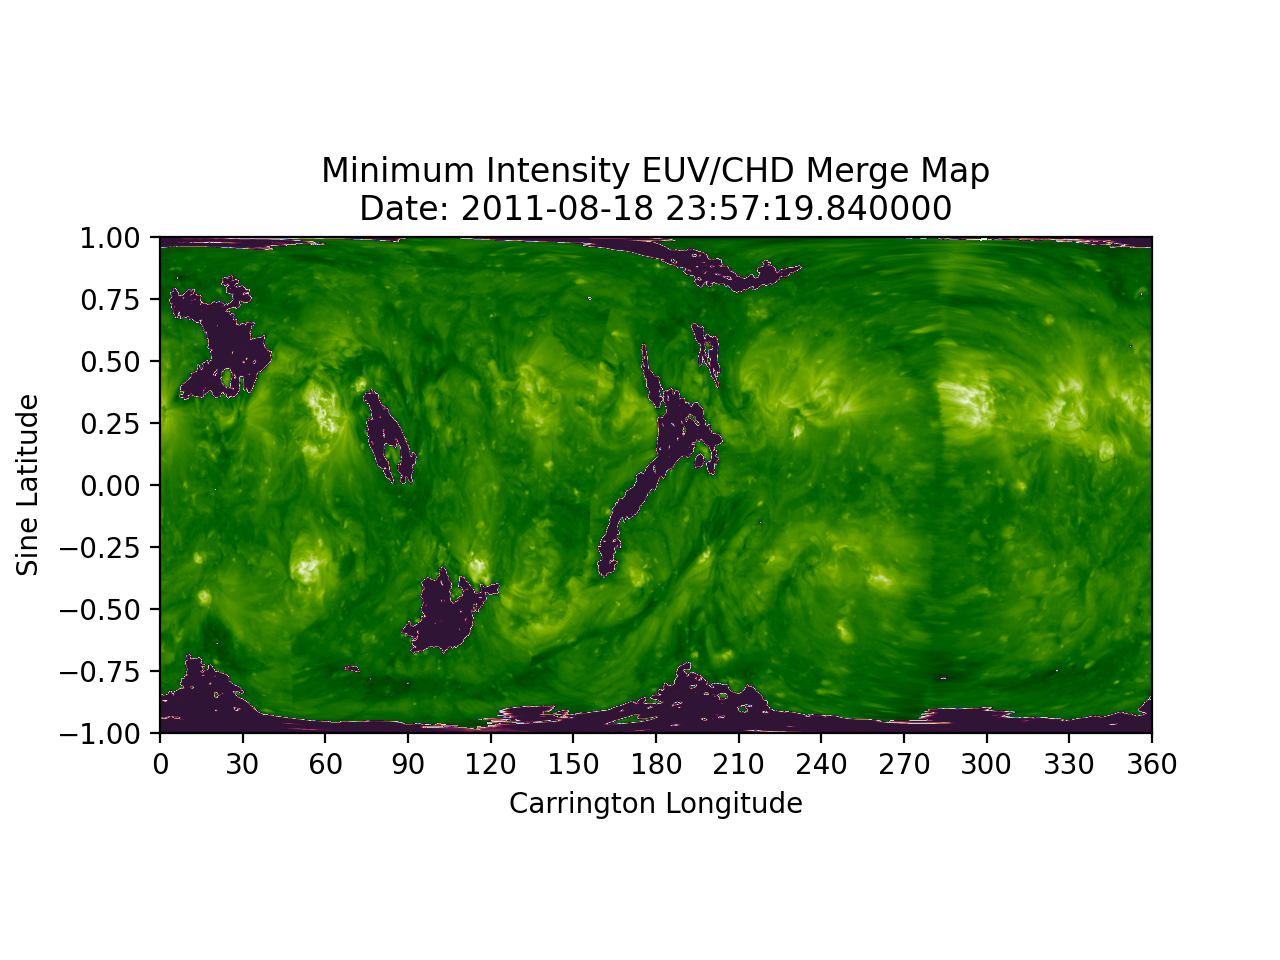 Minimum Intensity EUV/CHD Merge Map
Date: 2011-08-18 23:57:19.840000
1.00
0.75
0.50
0.25
0.00
−0.25
−0.50
−0.75
−1.00
Sine Latitude
0 30 60 90 120 150 180 210 240 270 300 330 360
Carrington Longitude